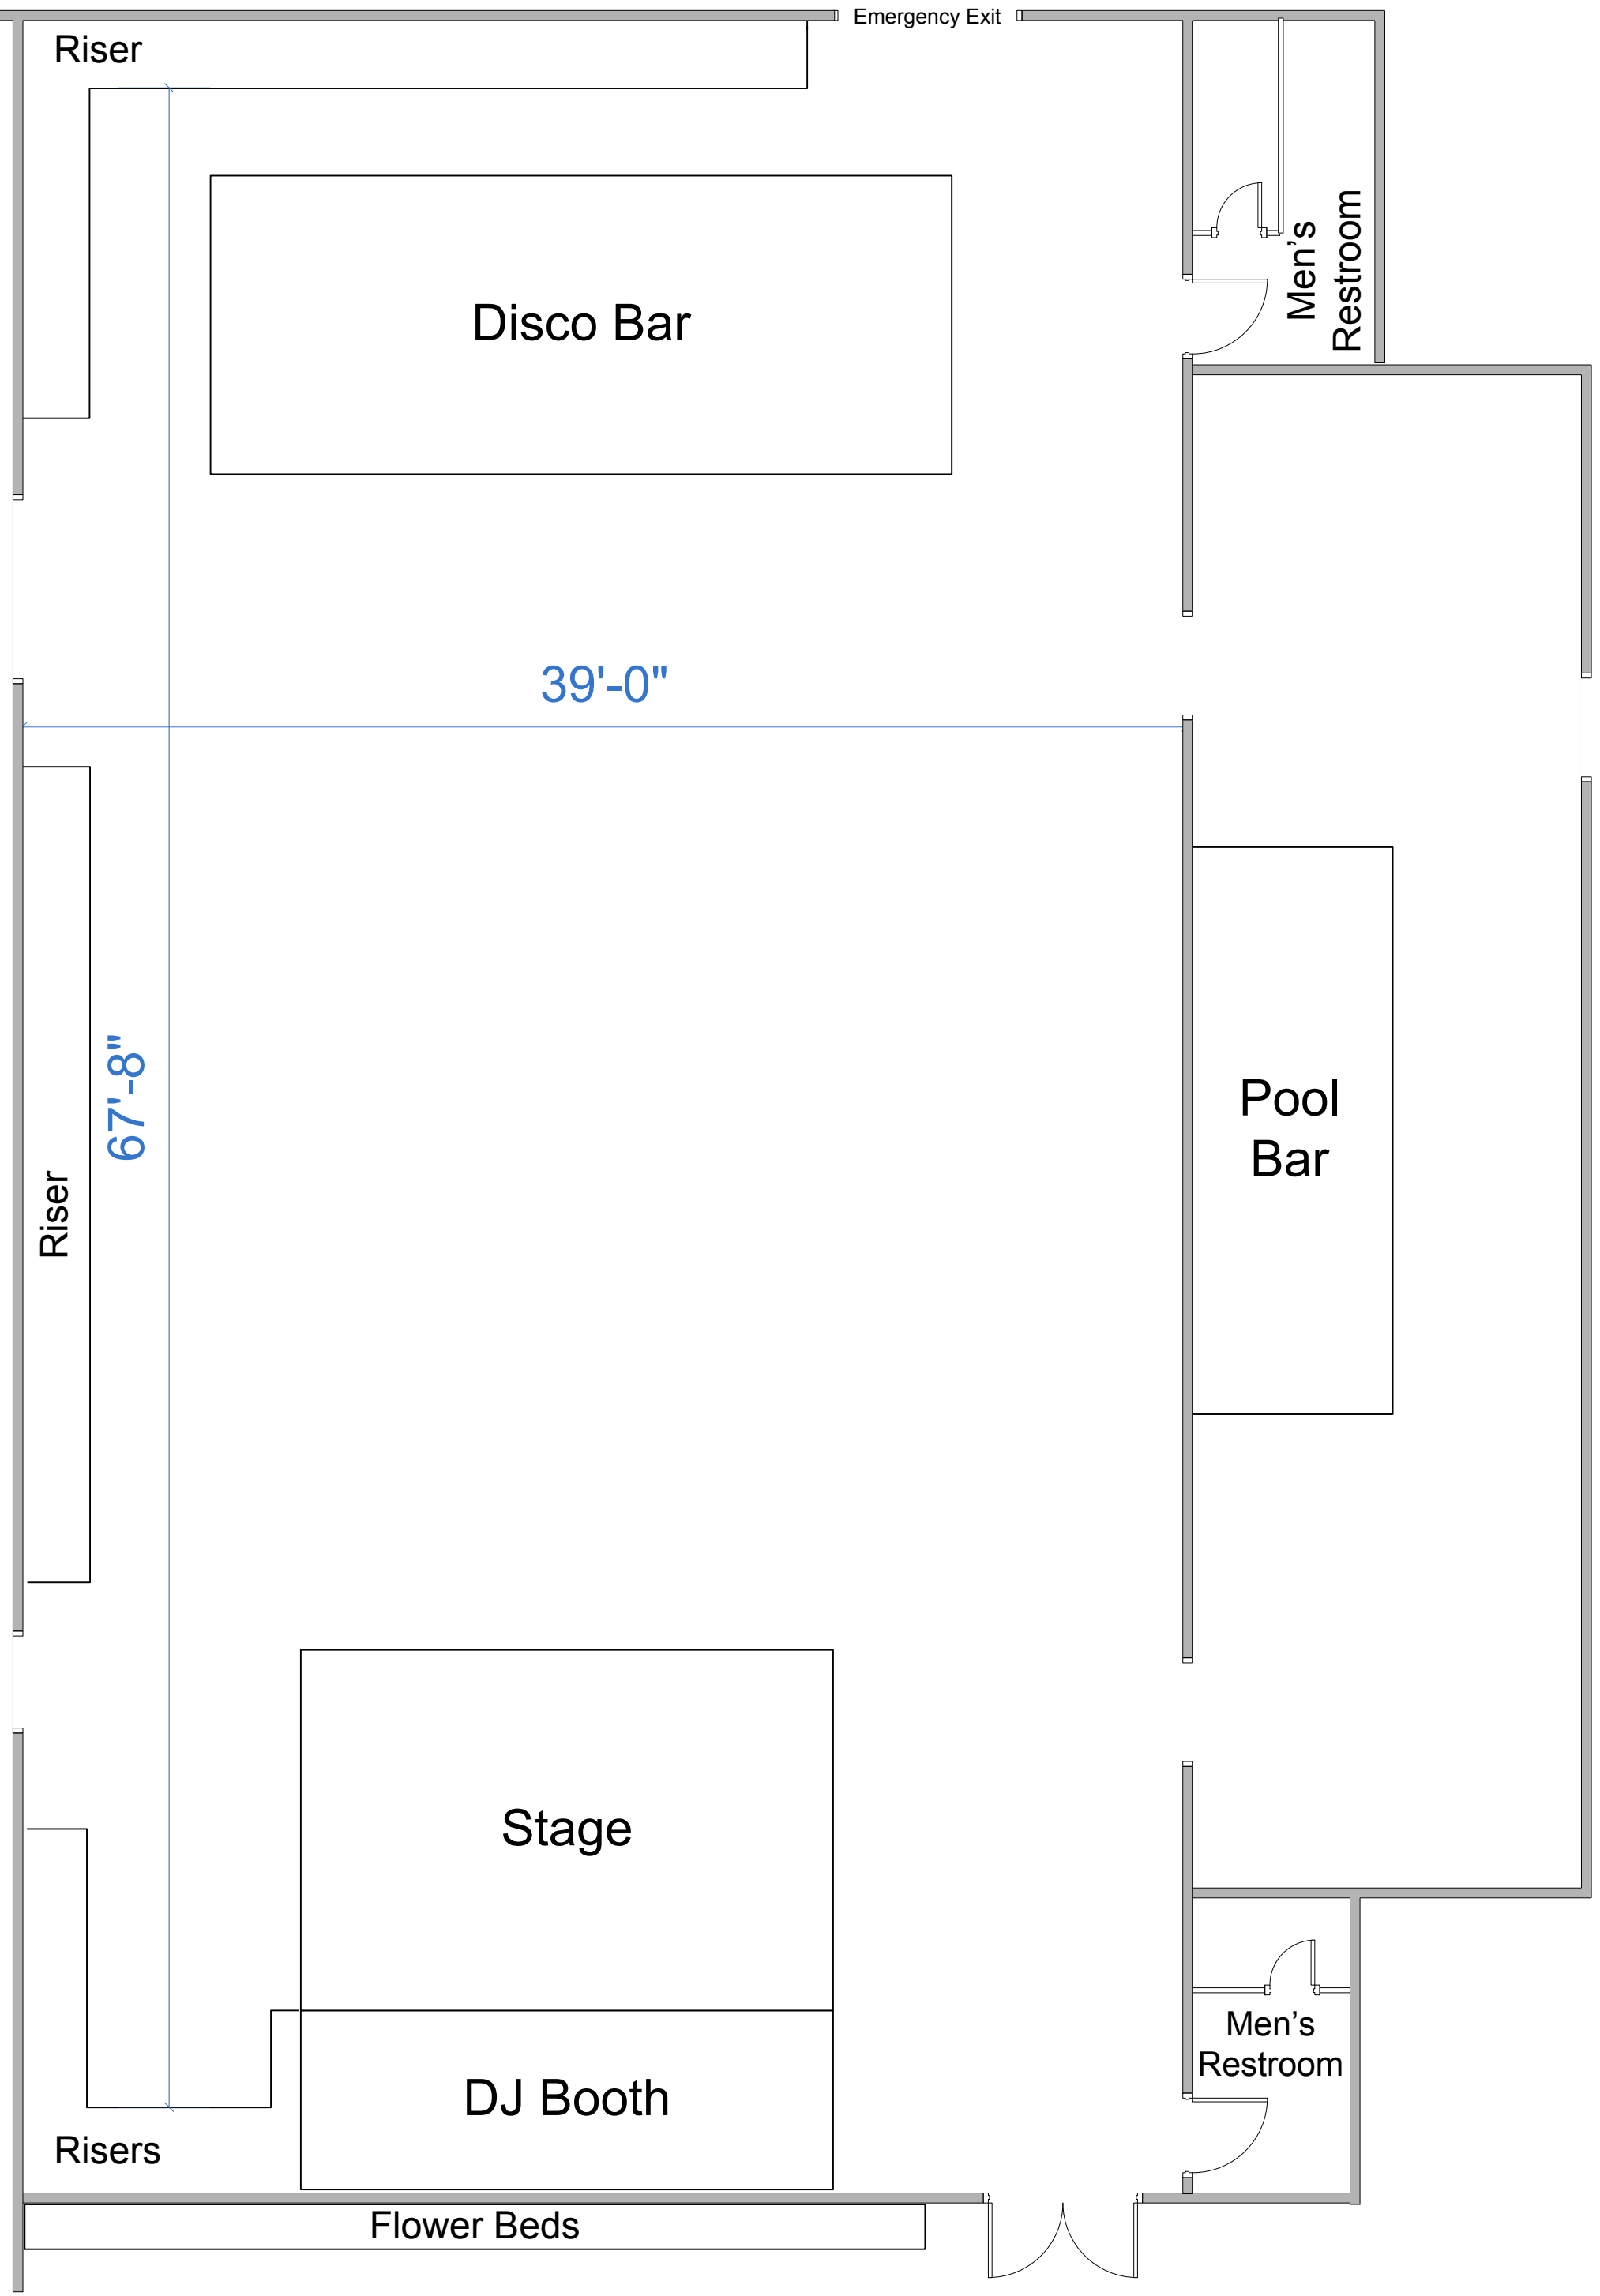 Emergency Exit
Riser
Men's
Restroom
Disco Bar
39'-0"
67'-8"
Riser
Pool
Bar
Stage
Men's
Restroom
DJ Booth
Risers
Flower Beds